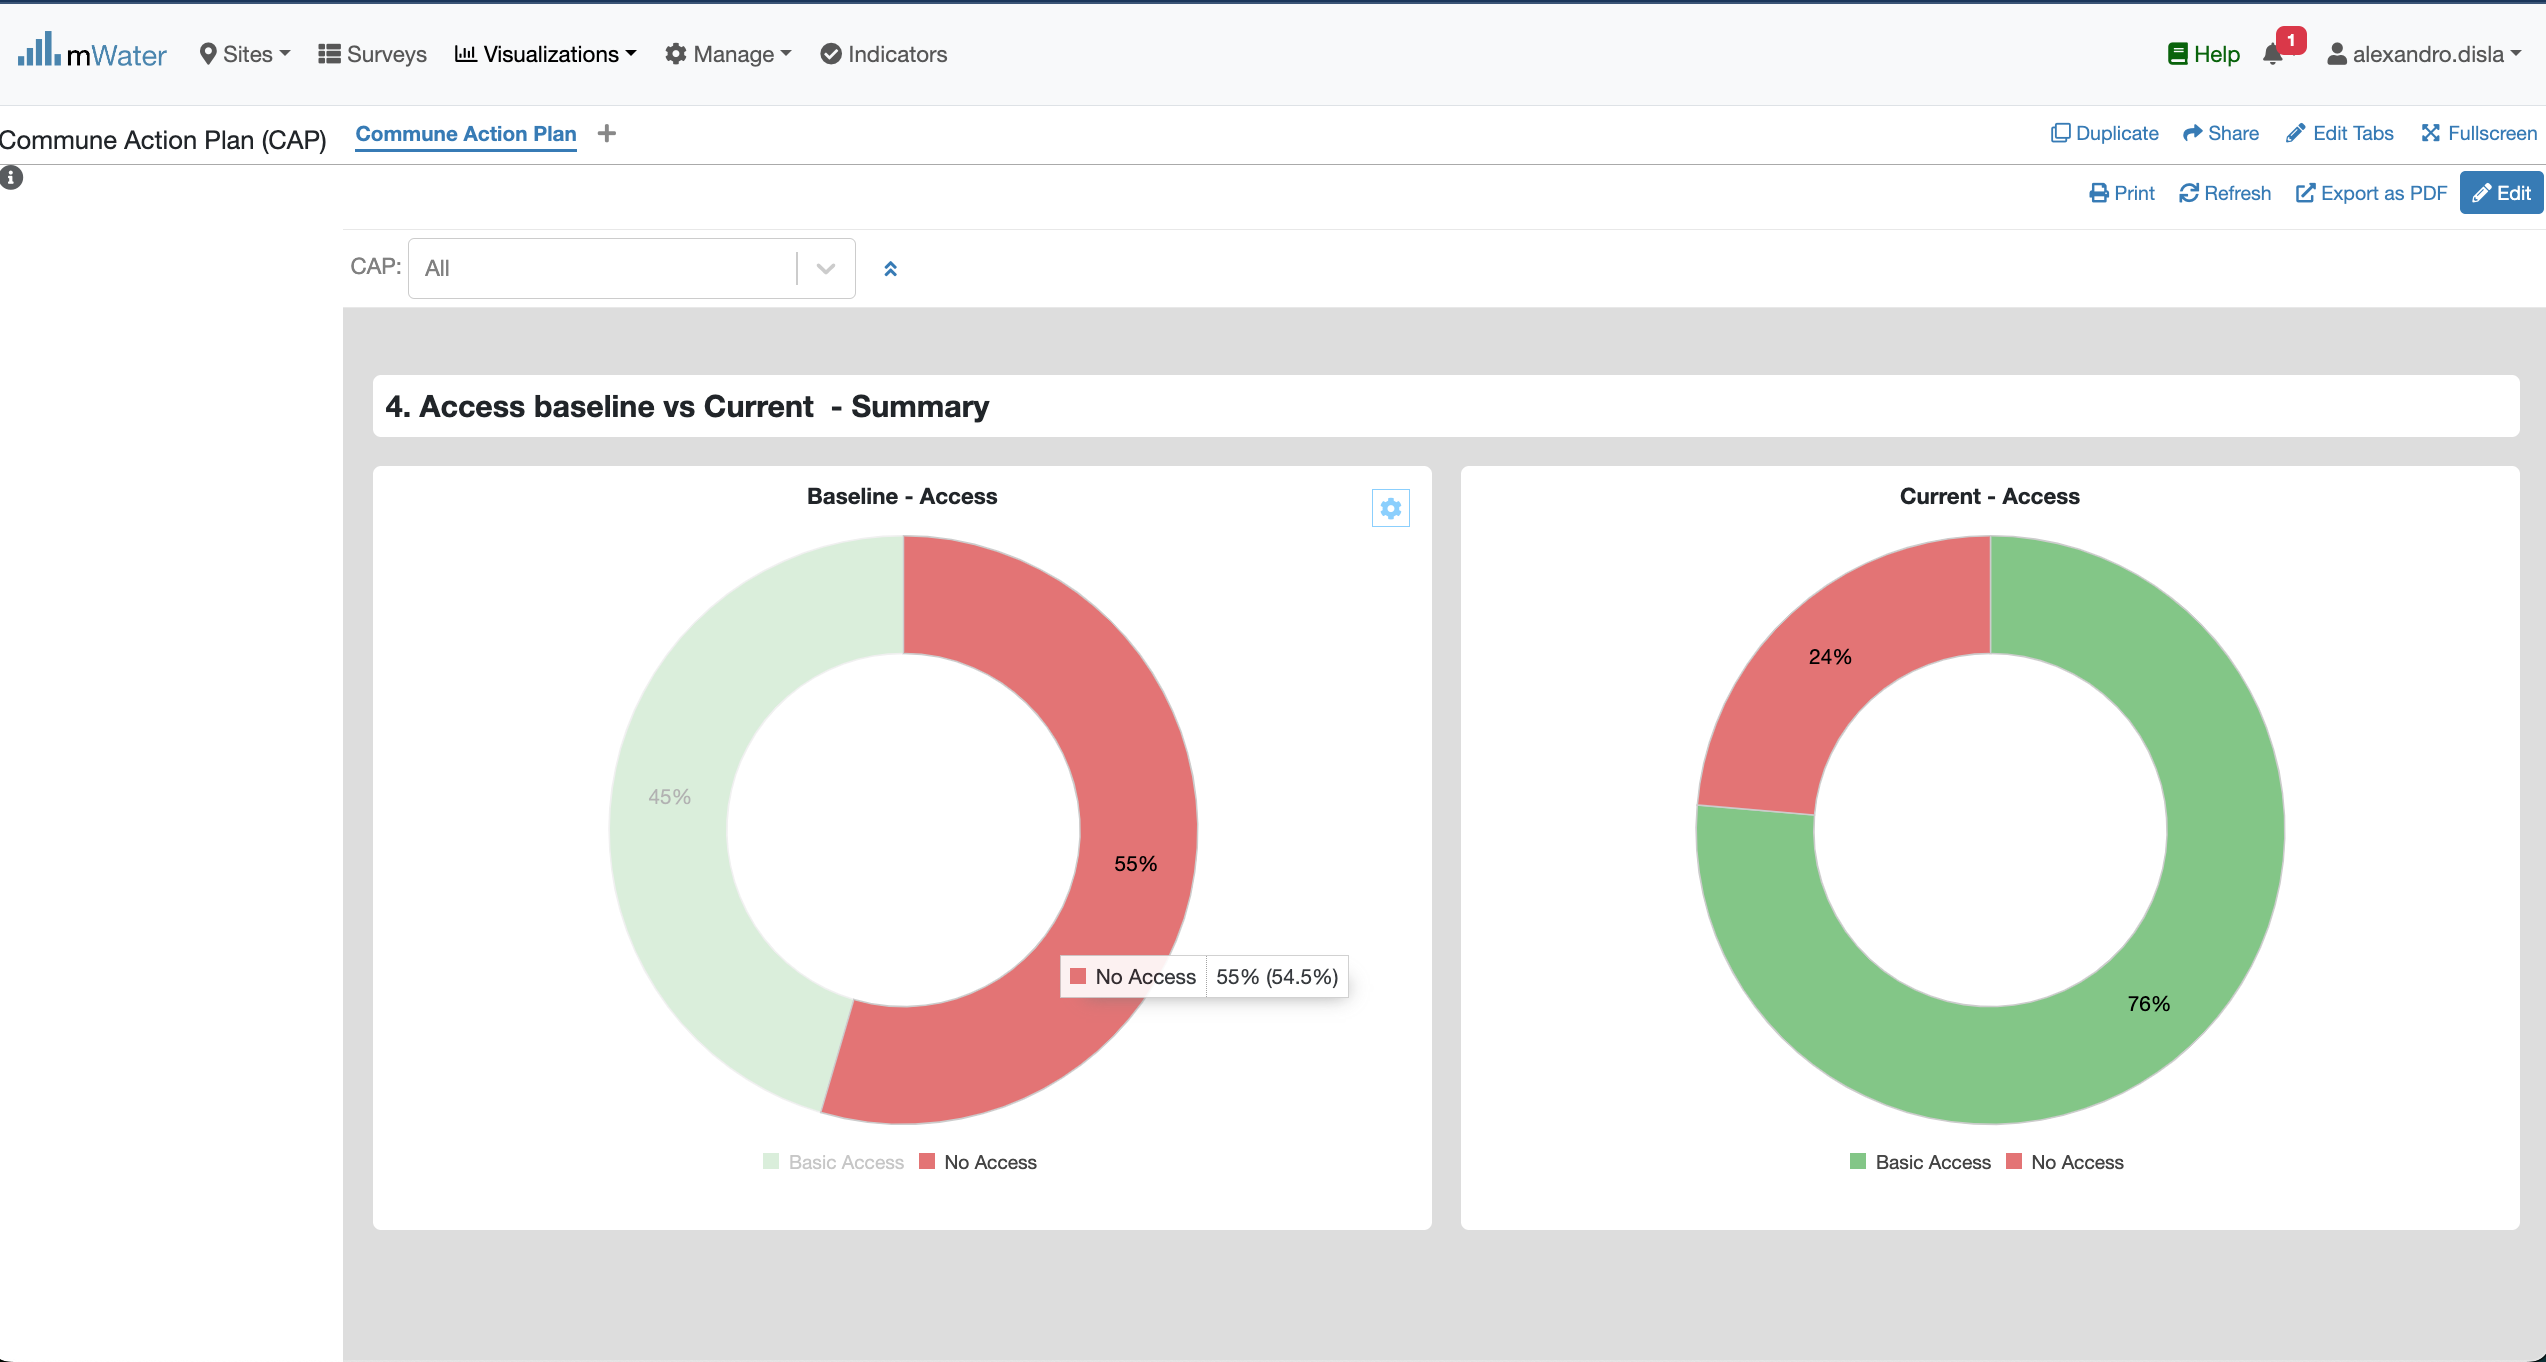 mWater Sites Surveys Visualizations Manage Indicators Help 1 alexandro.disla
Commune Action Plan (CAP) Commune Action Plan + Duplicate Share Edit Tabs Fullscreen
Print Refresh Export as PDF Edit
CAP: All
4. Access baseline vs Current - Summary
Baseline - Access
45%
55%
No Access 55% (54.5%)
Basic Access No Access
Current - Access
24%
76%
Basic Access No Access